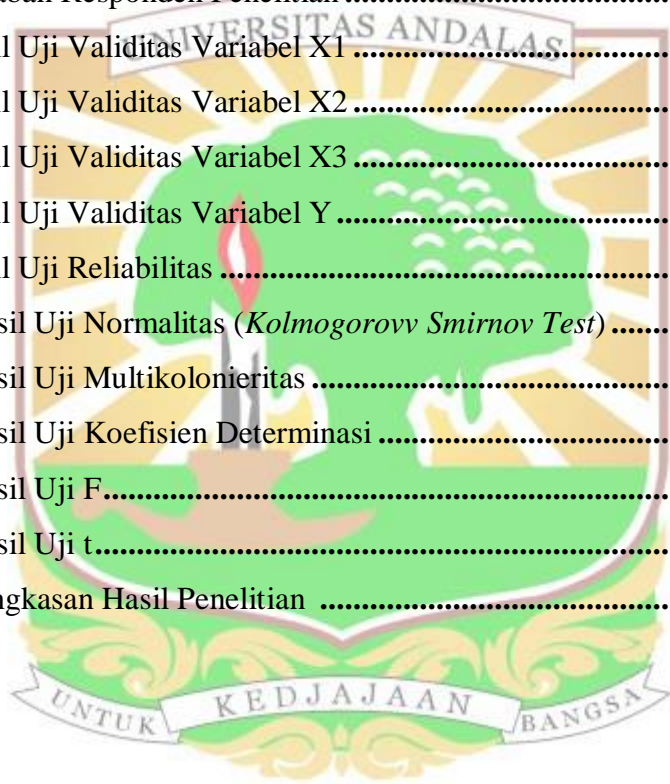 Responden Penelitian ........................................
UNIVERSITAS ANDALAS
Uji Validitas Variabel X1 ........................................
Uji Validitas Variabel X2 ........................................
Uji Validitas Variabel X3 ........................................
Uji Validitas Variabel Y ........................................
Uji Reliabilitas ........................................
sil Uji Normalitas (Kolmogorovv Smirnov Test) .......
sil Uji Multikolonieritas ........................................
sil Uji Koefisien Determinasi ........................................
sil Uji F ........................................
sil Uji t ........................................
ngkasan Hasil Penelitian ........................................
UNTUK KEDJAJAAN BANGSA